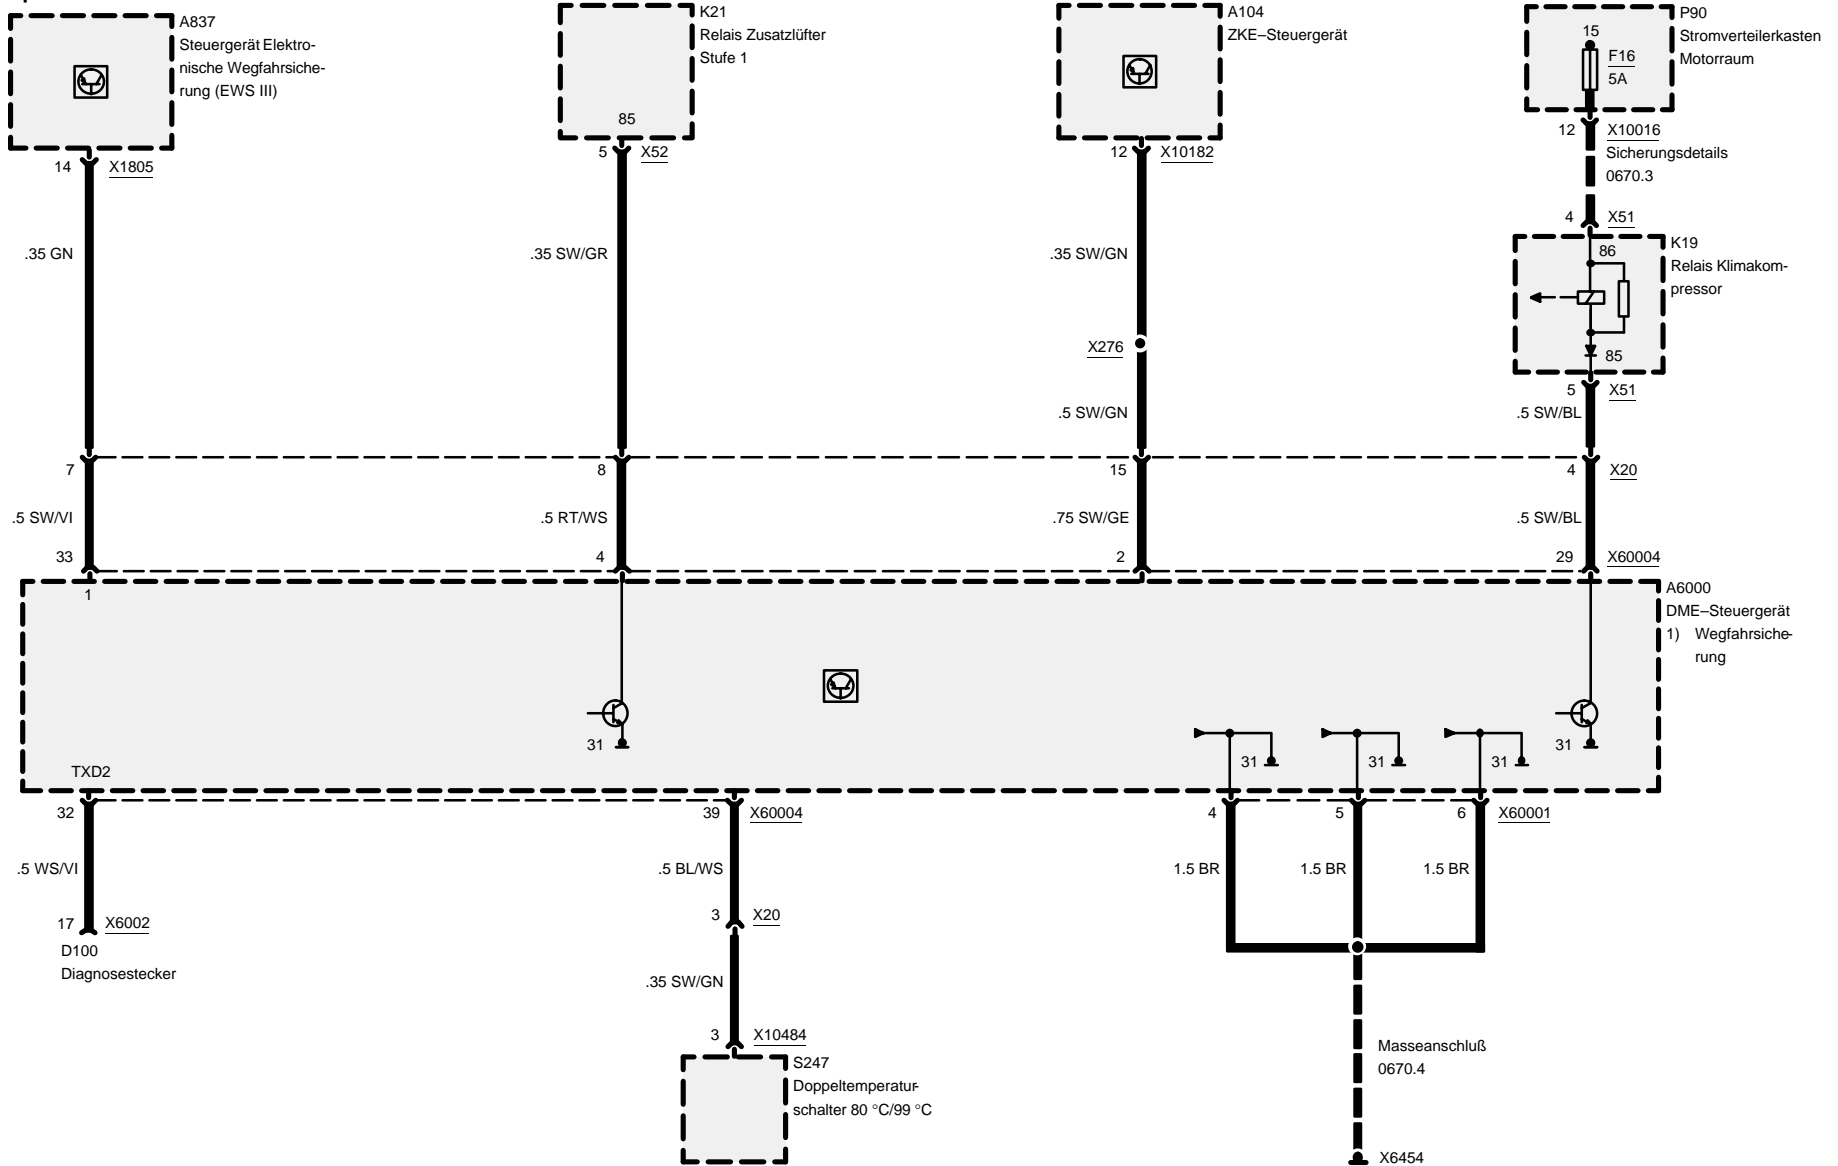 A837
Steuergerät Elektro-
nische Wegfahrsiche-
rung (EWS III)
K21
Relais Zusatzlüfter
Stufe 1
85
A104
ZKE–Steuergerät
P90
Stromverteilerkasten
Motorraum
15
F16
5A
14 X1805
5 X52
12 X10182
12 X10016
Sicherungsdetails
0670.3
4 X51
K19
Relais Klimakom-
pressor
86
85
5 X51
.35 GN
.35 SW/GR
.35 SW/GN
X276
.5 SW/GN
.5 SW/BL
7 8 15 4 X20
.5 SW/VI .5 RT/WS .75 SW/GE .5 SW/BL
33 4 2 29 X60004
1
A6000
DME–Steuergerät
1) Wegfahrsiche-
rung
31 31 31 31 31
TXD2
32 39 X60004 4 5 6 X60001
.5 WS/VI .5 BL/WS 1.5 BR 1.5 BR 1.5 BR
17 X6002
D100
Diagnosestecker
3 X20
.35 SW/GN
3 X10484
S247
Doppeltemperatur-
schalter 80 °C/99 °C
Masseanschluß
0670.4
X6454